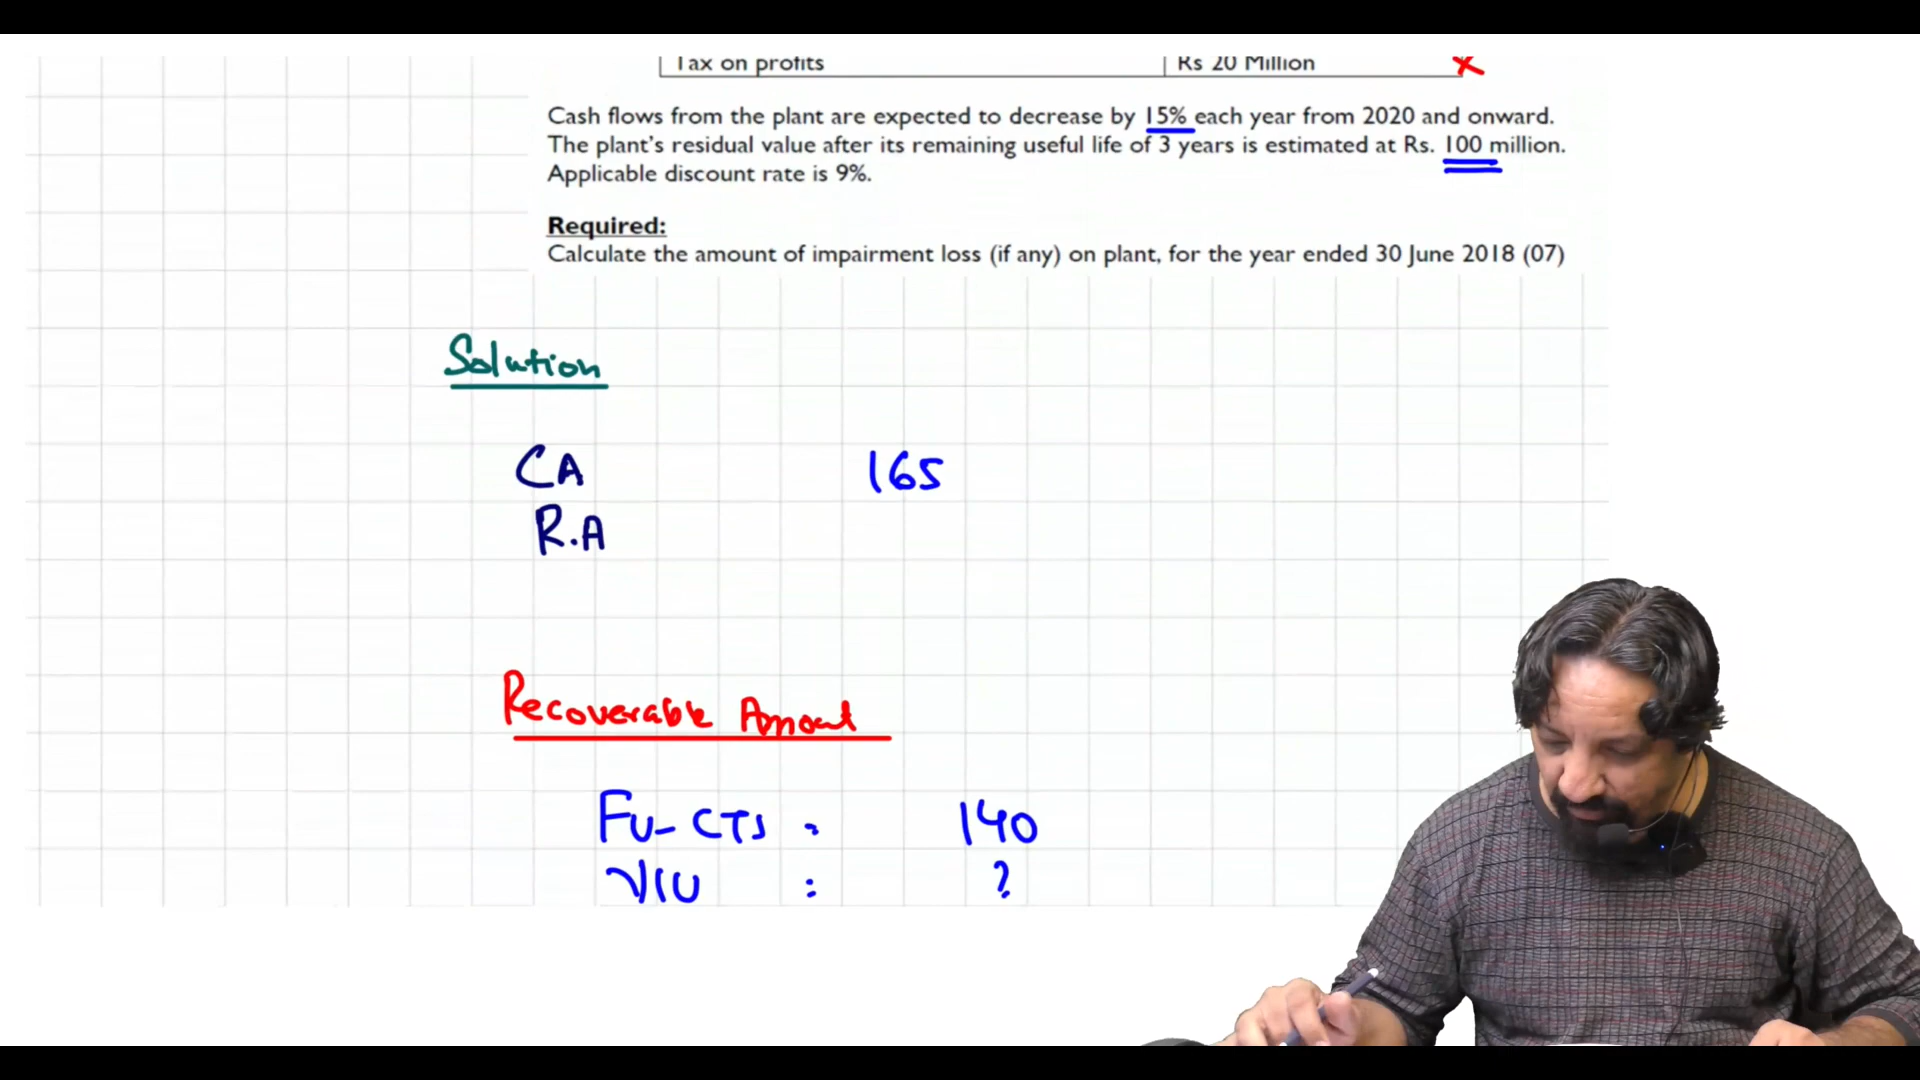 Tax on profits Rs 20 Million
Cash flows from the plant are expected to decrease by 15% each year from 2020 and onward.
The plant's residual value after its remaining useful life of 3 years is estimated at Rs. 100 million.
Applicable discount rate is 9%.
Required:
Calculate the amount of impairment loss (if any) on plant, for the year ended 30 June 2018 (07)
Solution
CA 165
R.A
Recoverable Amount
FV-CTS = 140
VIU : ?